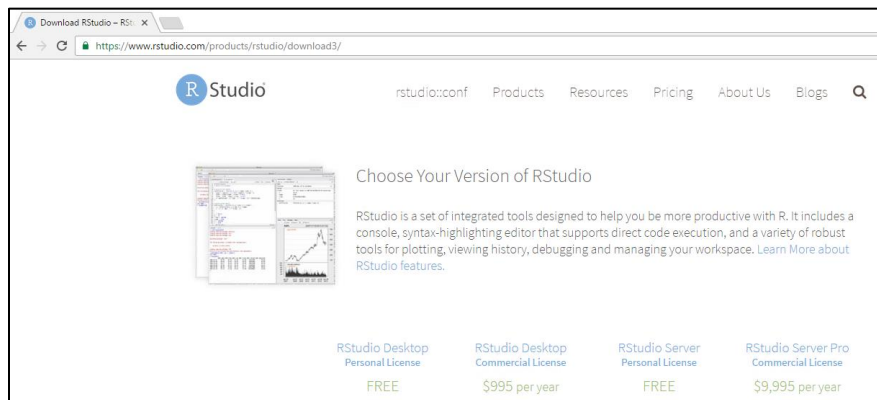 Download RStudio – RSt
https://www.rstudio.com/products/rstudio/download3/
R Studio
rstudio::conf Products Resources Pricing About Us Blogs
Choose Your Version of RStudio
RStudio is a set of integrated tools designed to help you be more productive with R. It includes a
console, syntax-highlighting editor that supports direct code execution, and a variety of robust
tools for plotting, viewing history, debugging and managing your workspace. Learn More about
RStudio features.
RStudio Desktop RStudio Desktop RStudio Server RStudio Server Pro
Personal License Commercial License Personal License Commercial License
FREE $995 per year FREE $9,995 per year